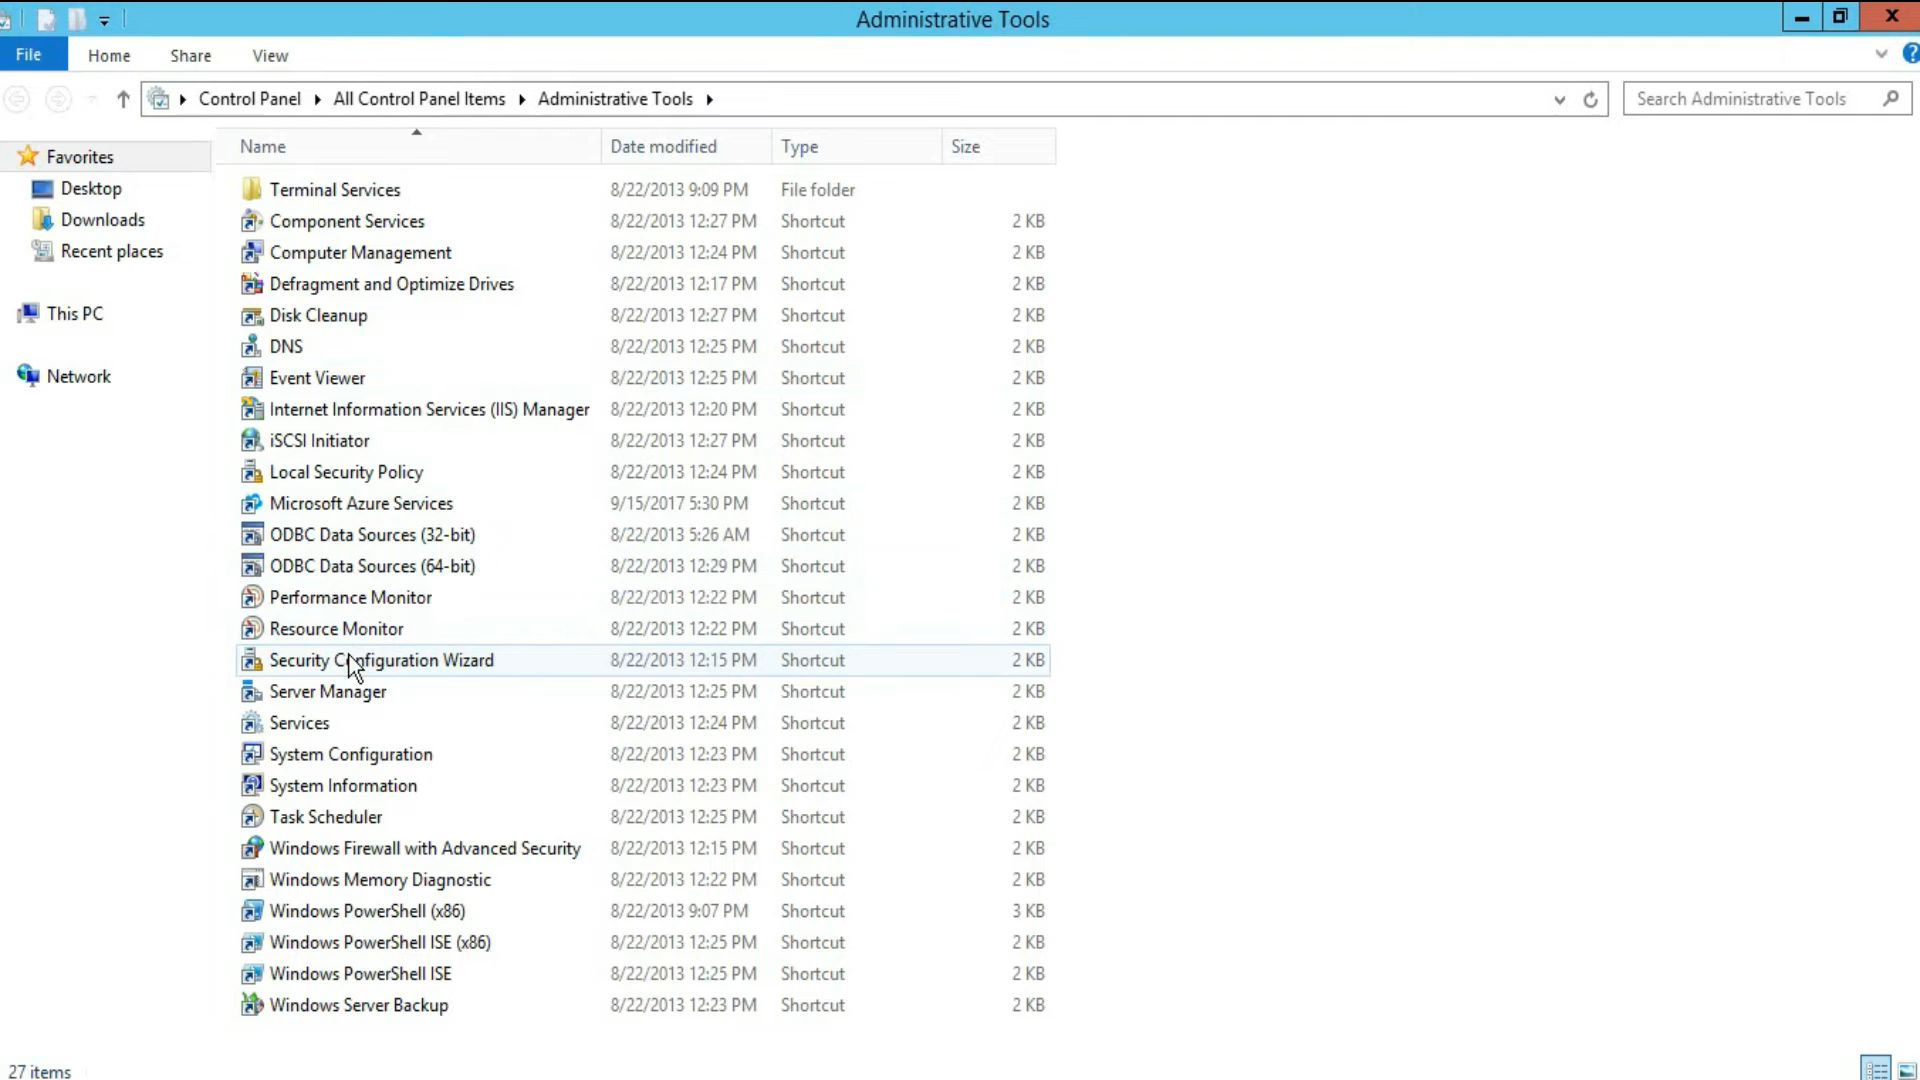 Administrative Tools
File Home Share View
Control Panel All Control Panel Items Administrative Tools Search Administrative Tools
Name Date modified Type Size
Favorites
Desktop
Downloads
Recent places
This PC
Network
Terminal Services 8/22/2013 9:09 PM File folder
Component Services 8/22/2013 12:27 PM Shortcut 2 KB
Computer Management 8/22/2013 12:24 PM Shortcut 2 KB
Defragment and Optimize Drives 8/22/2013 12:17 PM Shortcut 2 KB
Disk Cleanup 8/22/2013 12:27 PM Shortcut 2 KB
DNS 8/22/2013 12:25 PM Shortcut 2 KB
Event Viewer 8/22/2013 12:25 PM Shortcut 2 KB
Internet Information Services (IIS) Manager 8/22/2013 12:20 PM Shortcut 2 KB
iSCSI Initiator 8/22/2013 12:27 PM Shortcut 2 KB
Local Security Policy 8/22/2013 12:24 PM Shortcut 2 KB
Microsoft Azure Services 9/15/2017 5:30 PM Shortcut 2 KB
ODBC Data Sources (32-bit) 8/22/2013 5:26 AM Shortcut 2 KB
ODBC Data Sources (64-bit) 8/22/2013 12:29 PM Shortcut 2 KB
Performance Monitor 8/22/2013 12:22 PM Shortcut 2 KB
Resource Monitor 8/22/2013 12:22 PM Shortcut 2 KB
Security Configuration Wizard 8/22/2013 12:15 PM Shortcut 2 KB
Server Manager 8/22/2013 12:25 PM Shortcut 2 KB
Services 8/22/2013 12:24 PM Shortcut 2 KB
System Configuration 8/22/2013 12:23 PM Shortcut 2 KB
System Information 8/22/2013 12:23 PM Shortcut 2 KB
Task Scheduler 8/22/2013 12:25 PM Shortcut 2 KB
Windows Firewall with Advanced Security 8/22/2013 12:15 PM Shortcut 2 KB
Windows Memory Diagnostic 8/22/2013 12:22 PM Shortcut 2 KB
Windows PowerShell (x86) 8/22/2013 9:07 PM Shortcut 3 KB
Windows PowerShell ISE (x86) 8/22/2013 12:25 PM Shortcut 2 KB
Windows PowerShell ISE 8/22/2013 12:25 PM Shortcut 2 KB
Windows Server Backup 8/22/2013 12:23 PM Shortcut 2 KB
27 items